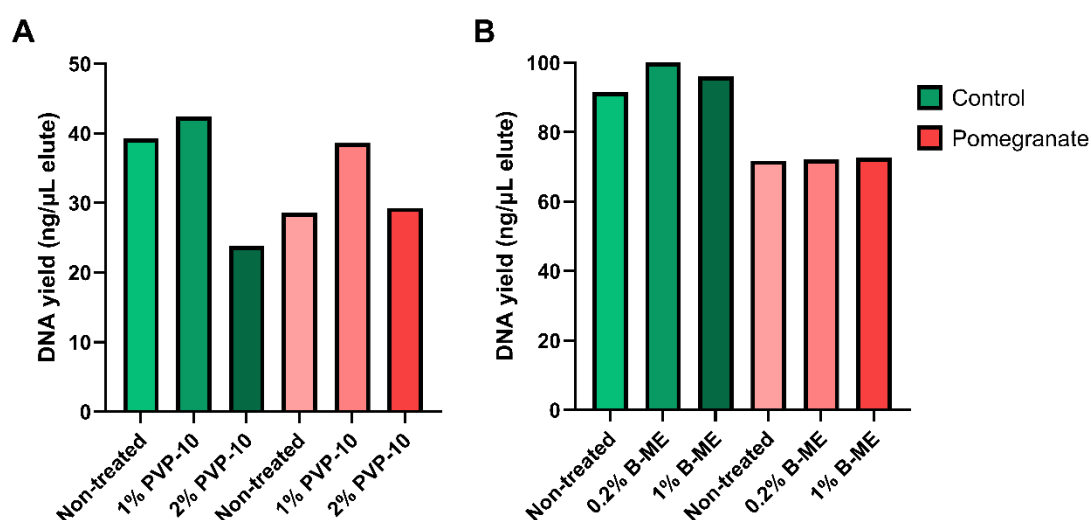 A
DNA yield (ng/µL elute)
50
40
30
20
10
0
Non-treated
1% PVP-10
2% PVP-10
Non-treated
1% PVP-10
2% PVP-10
B
DNA yield (ng/µL elute)
100
80
60
40
20
0
Non-treated
0.2% B-ME
1% B-ME
Non-treated
0.2% B-ME
1% B-ME
Control
Pomegranate